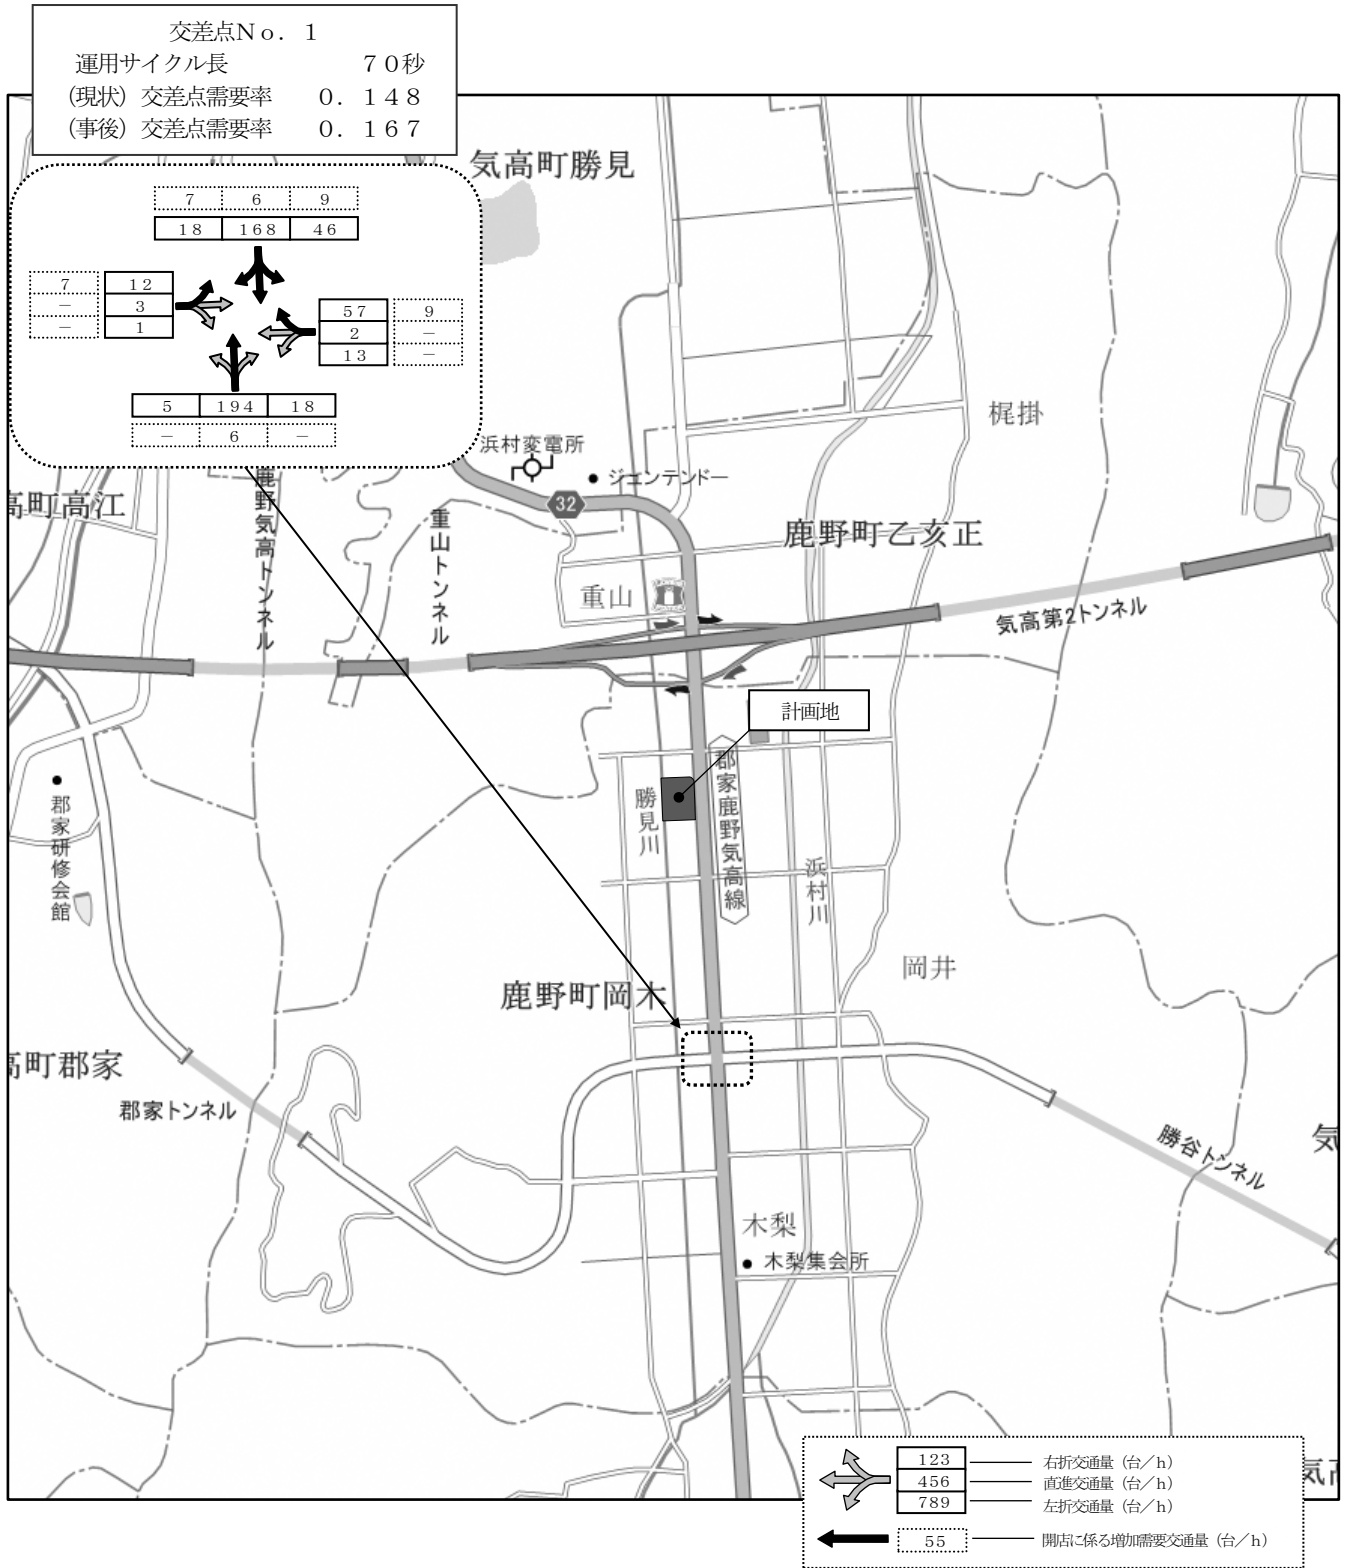 交差点Ｎｏ．１
運用サイクル長 ７０秒
（現状）交差点需要率 ０．１４８
（事後）交差点需要率 ０．１６７
7 6 9
18 168 46
7 12
－ 3
－ 1
57 9
2 －
13 －
5 194 18
－ 6 －
気高町勝見
梶掛
浜村変電所
ジェンテンドー
32
高町高江
鹿野気高トンネル
重山トンネル
鹿野町乙亥正
重山
気高第2トンネル
計画地
郡家鹿野気高線
勝見川
浜村川
郡家研修会館
岡井
鹿野町岡木
高町郡家
郡家トンネル
勝谷トンネル
気
木梨
木梨集会所
気高
123 右折交通量（台／ｈ）
456 直進交通量（台／ｈ）
789 左折交通量（台／ｈ）
55 開店に係る増加需要交通量（台／ｈ）